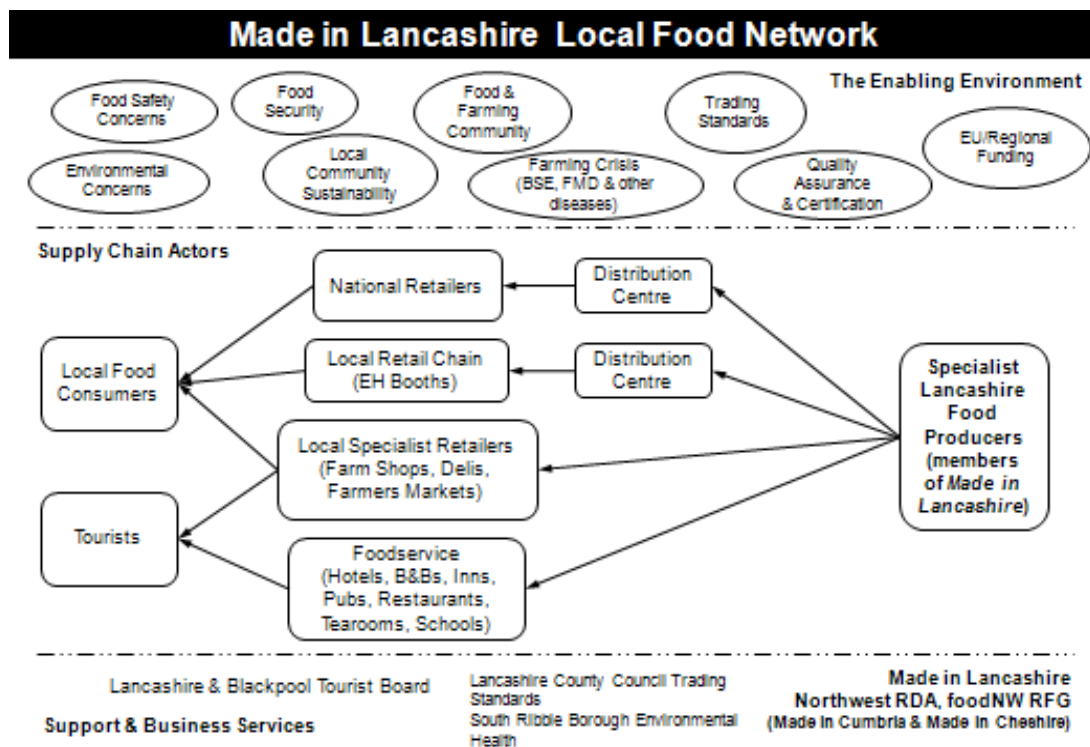 Made in Lancashire Local Food Network
The Enabling Environment
Food Safety
Concerns
Food
Security
Food &
Farming
Community
Trading
Standards
EU/Regional
Funding
Environmental
Concerns
Local
Community
Sustainability
Farming Crisis
(BSE, FMD & other
diseases)
Quality
Assurance
& Certification
Supply Chain Actors
National Retailers
Distribution
Centre
Local Food
Consumers
Local Retail Chain
(EH Booths)
Distribution
Centre
Specialist
Lancashire
Food
Producers
(members
of Made in
Lancashire)
Local Specialist Retailers
(Farm Shops, Delis,
Farmers Markets)
Tourists
Foodservice
(Hotels, B&Bs, Inns,
Pubs, Restaurants,
Tearooms, Schools)
Lancashire & Blackpool Tourist Board
Support & Business Services
Lancashire County Council Trading
Standards
South Ribble Borough Environmental
Health
Made in Lancashire
Northwest RDA, foodNW RFG
(Made in Cumbria & Made in Cheshire)